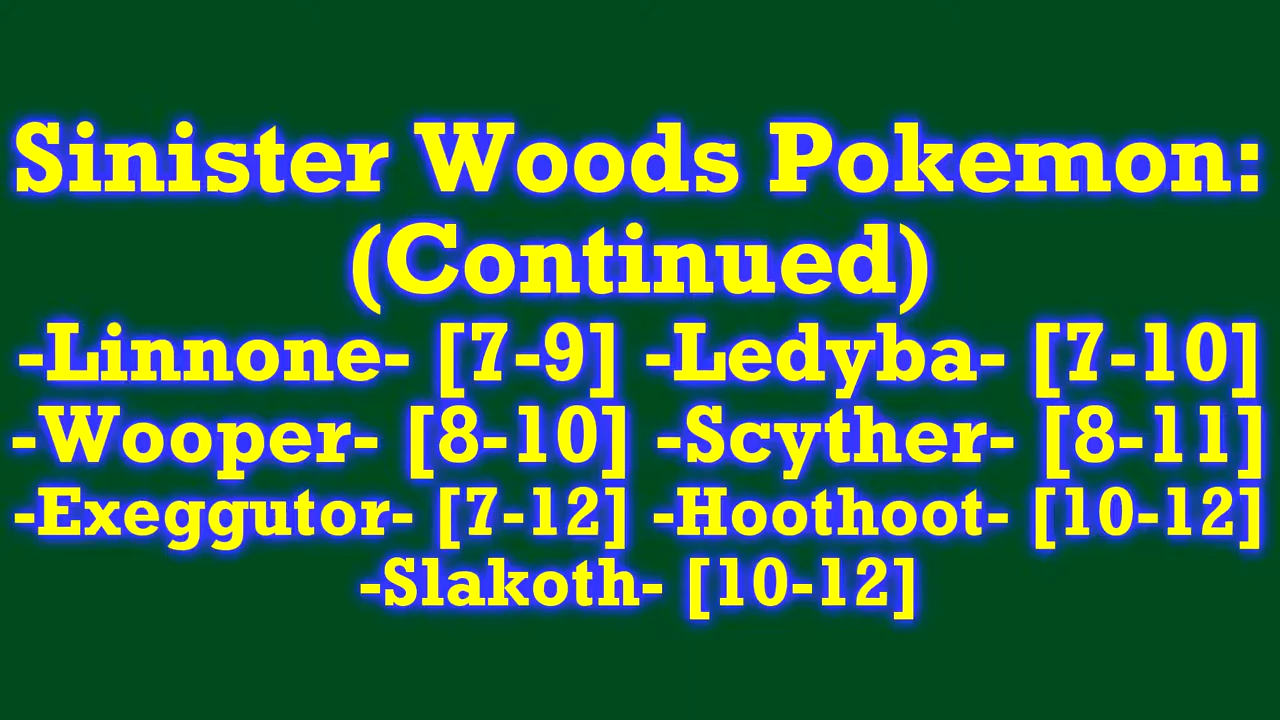 Sinister Woods Pokemon:
(Continued)
-Linnone- [7-9] -Ledyba- [7-10]
-Wooper- [8-10] -Scyther- [8-11]
-Exeggutor- [7-12] -Hoothoot- [10-12]
-Slakoth- [10-12]